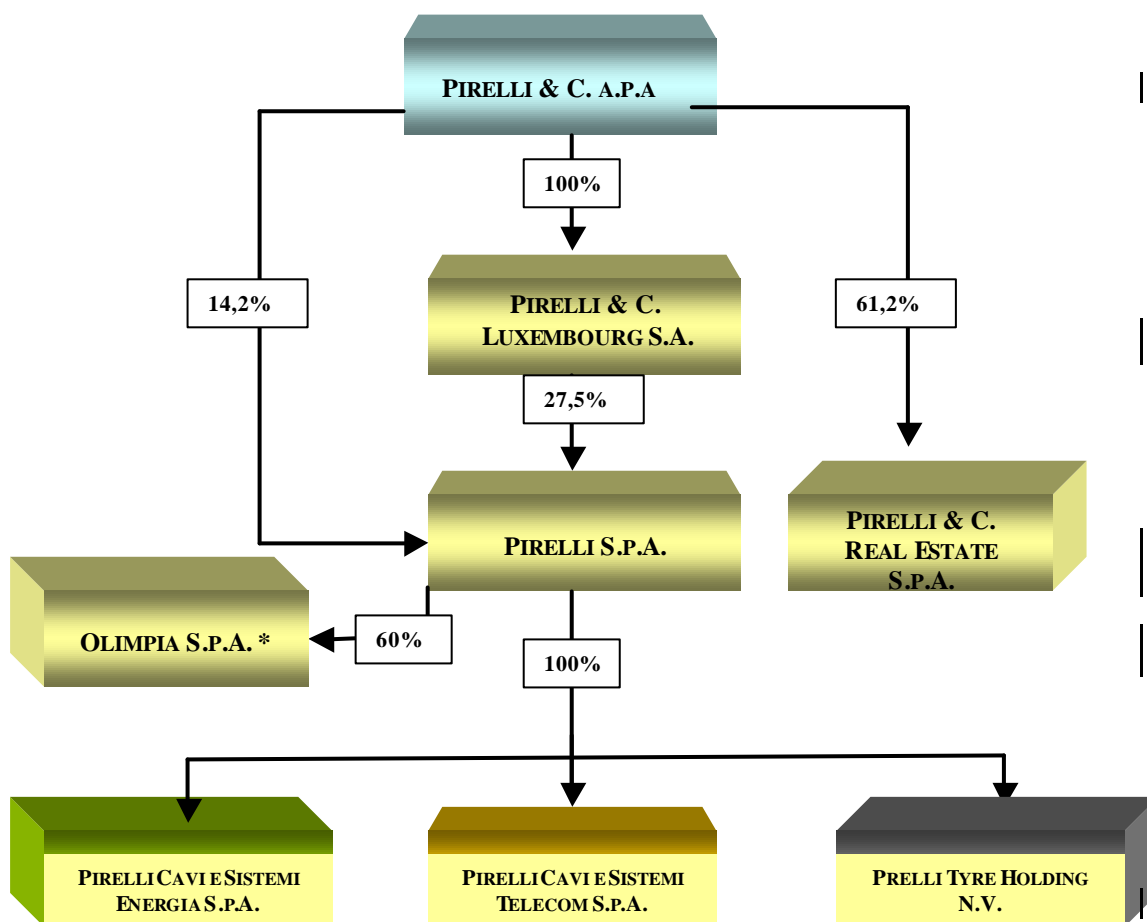 PIRELLI & C. A.P.A
100%
14,2%
PIRELLI & C.
LUXEMBOURG S.A.
61,2%
27,5%
PIRELLI S.P.A.
PIRELLI & C.
REAL ESTATE
S.P.A.
OLIMPIA S.P.A. *
60%
100%
PIRELLI CAVI E SISTEMI
ENERGIA S.P.A.
PIRELLI CAVI E SISTEMI
TELECOM S.P.A.
PRELLI TYRE HOLDING
N.V.